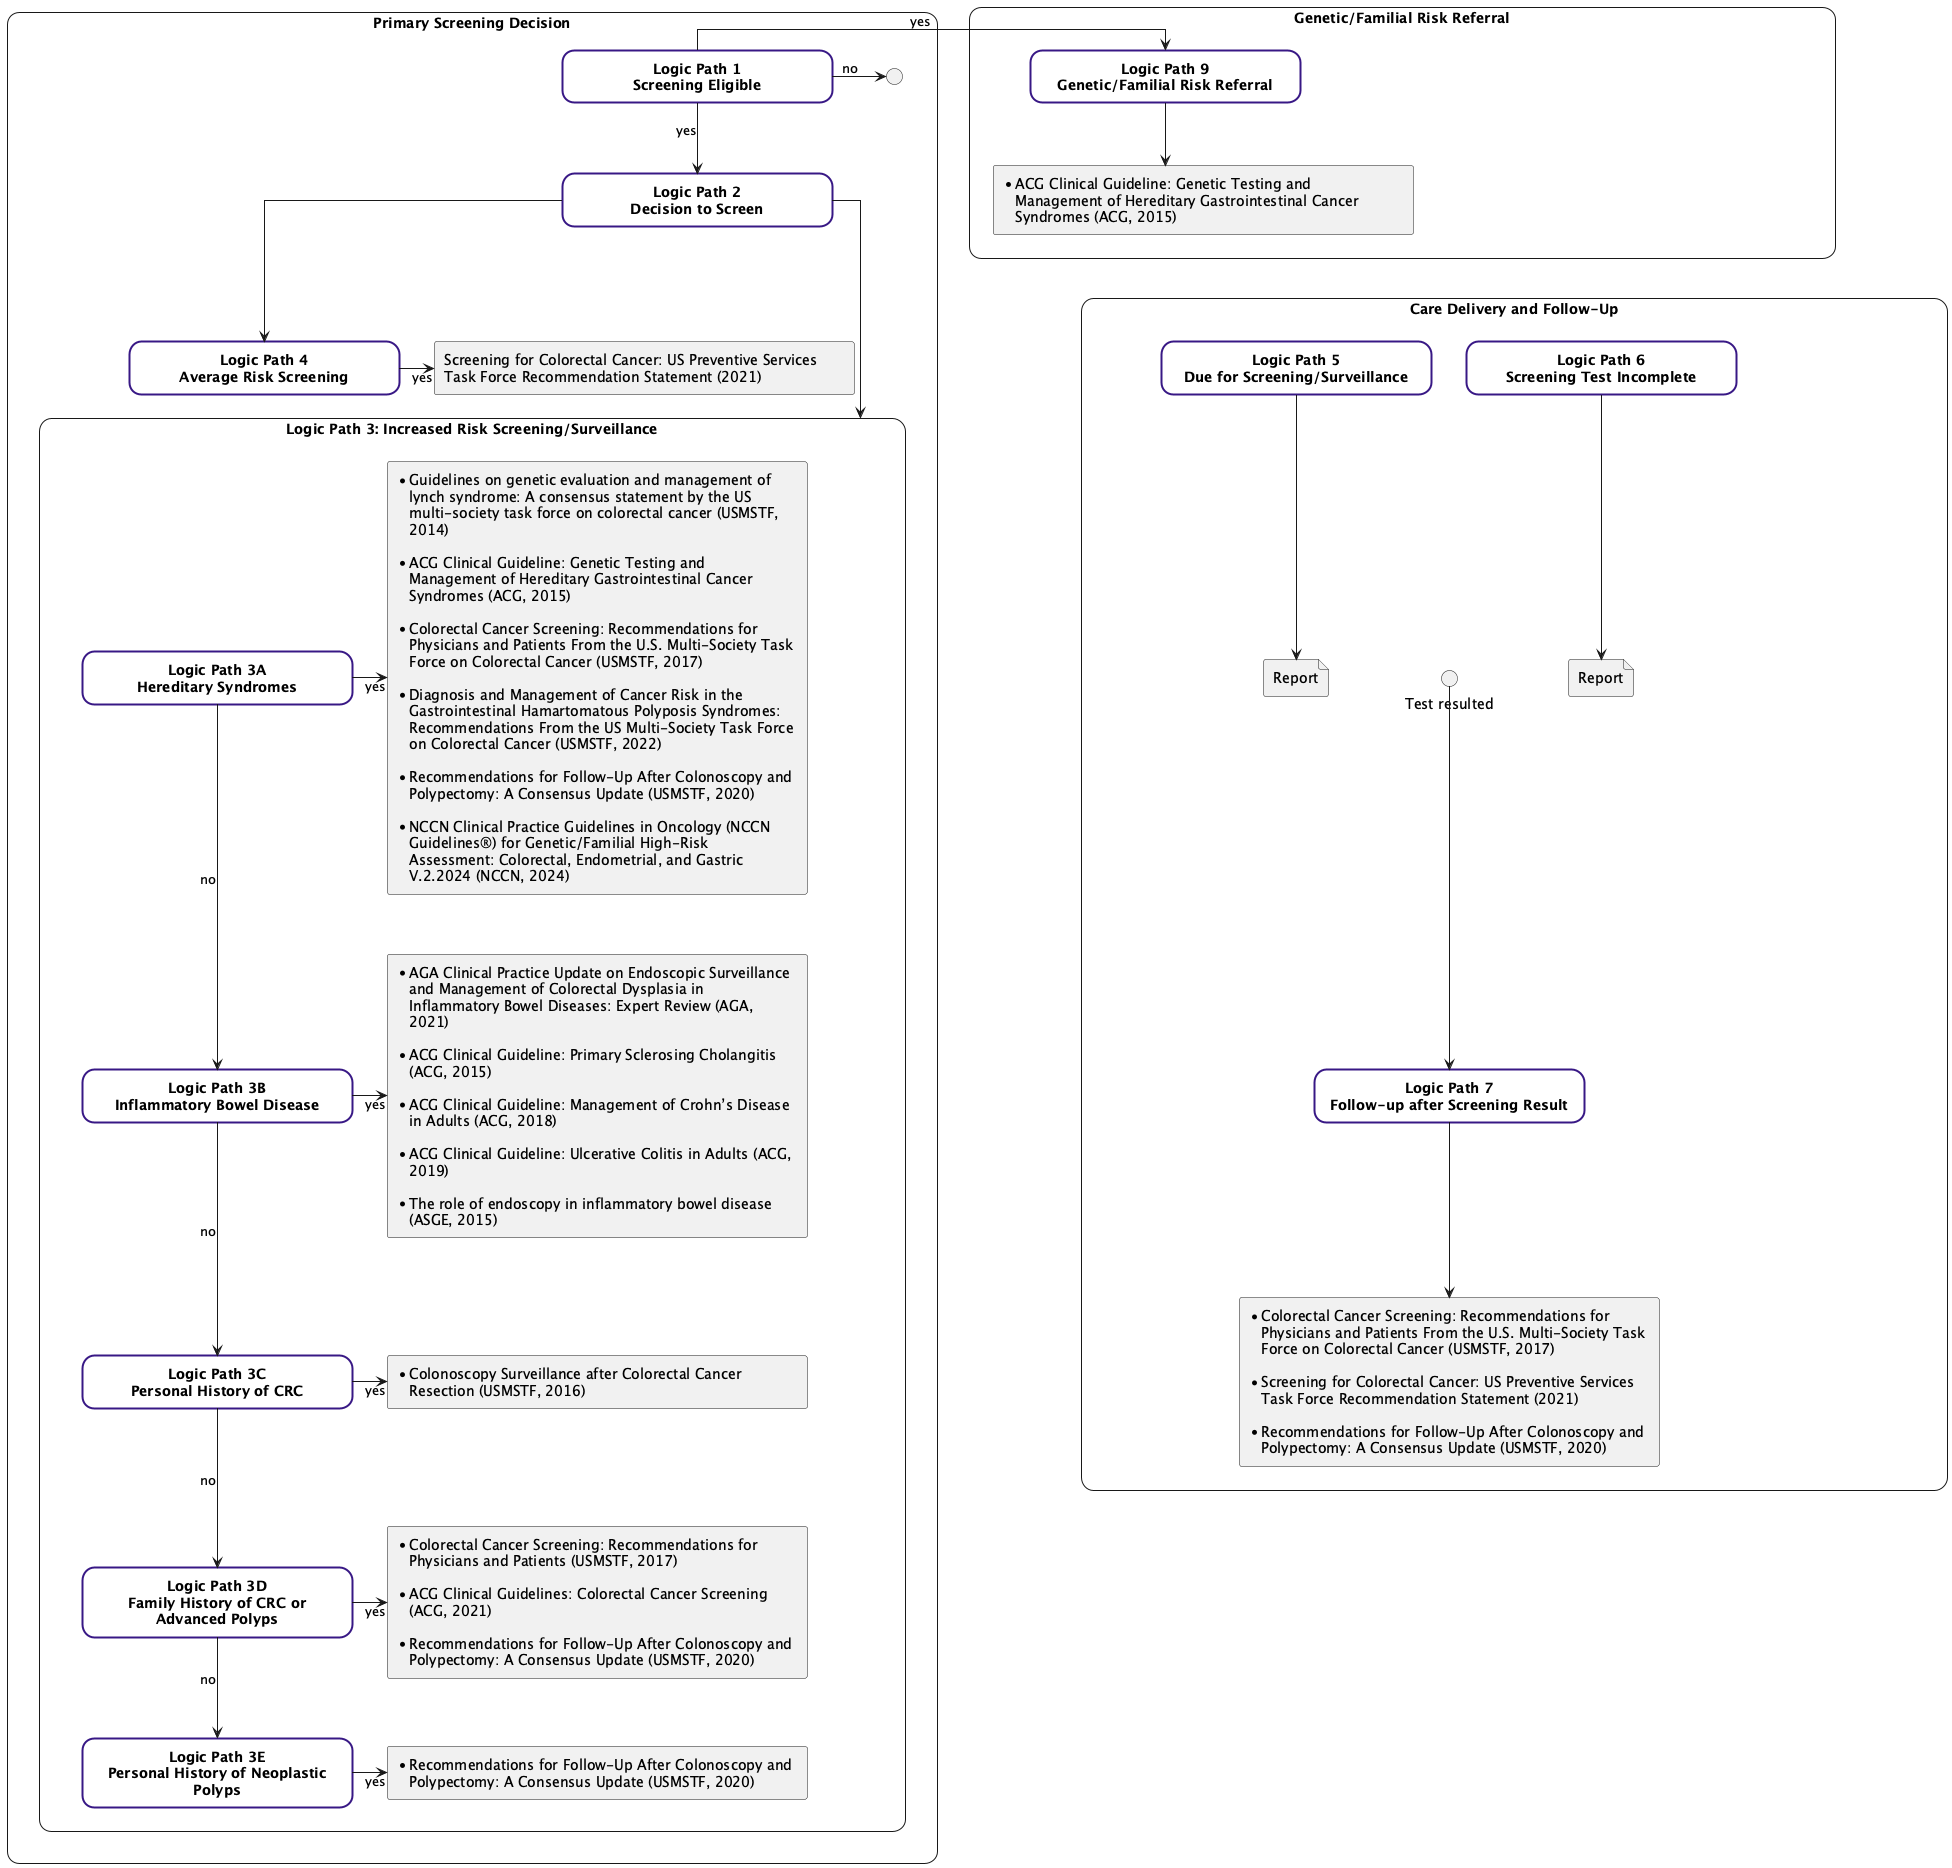 Primary Screening Decision
yes
Genetic/Familial Risk Referral
Logic Path 1
Screening Eligible
no
Logic Path 9
Genetic/Familial Risk Referral
yes
Logic Path 2
Decision to Screen
• ACG Clinical Guideline: Genetic Testing and
Management of Hereditary Gastrointestinal Cancer
Syndromes (ACG, 2015)
Logic Path 4
Average Risk Screening
yes
Screening for Colorectal Cancer: US Preventive Services
Task Force Recommendation Statement (2021)
Logic Path 3: Increased Risk Screening/Surveillance
Logic Path 3A
Hereditary Syndromes
yes
• Guidelines on genetic evaluation and management of
lynch syndrome: A consensus statement by the US
multi-society task force on colorectal cancer (USMSTF,
2014)
• ACG Clinical Guideline: Genetic Testing and
Management of Hereditary Gastrointestinal Cancer
Syndromes (ACG, 2015)
• Colorectal Cancer Screening: Recommendations for
Physicians and Patients From the U.S. Multi-Society Task
Force on Colorectal Cancer (USMSTF, 2017)
• Diagnosis and Management of Cancer Risk in the
Gastrointestinal Hamartomatous Polyposis Syndromes:
Recommendations From the US Multi-Society Task Force
on Colorectal Cancer (USMSTF, 2022)
• Recommendations for Follow-Up After Colonoscopy and
Polypectomy: A Consensus Update (USMSTF, 2020)
• NCCN Clinical Practice Guidelines in Oncology (NCCN
Guidelines®) for Genetic/Familial High-Risk
Assessment: Colorectal, Endometrial, and Gastric
V.2.2024 (NCCN, 2024)
no
Logic Path 3B
Inflammatory Bowel Disease
yes
• AGA Clinical Practice Update on Endoscopic Surveillance
and Management of Colorectal Dysplasia in
Inflammatory Bowel Diseases: Expert Review (AGA,
2021)
• ACG Clinical Guideline: Primary Sclerosing Cholangitis
(ACG, 2015)
• ACG Clinical Guideline: Management of Crohn’s Disease
in Adults (ACG, 2018)
• ACG Clinical Guideline: Ulcerative Colitis in Adults (ACG,
2019)
• The role of endoscopy in inflammatory bowel disease
(ASGE, 2015)
no
Logic Path 3C
Personal History of CRC
yes
• Colonoscopy Surveillance after Colorectal Cancer
Resection (USMSTF, 2016)
no
Logic Path 3D
Family History of CRC or
Advanced Polyps
yes
• Colorectal Cancer Screening: Recommendations for
Physicians and Patients (USMSTF, 2017)
• ACG Clinical Guidelines: Colorectal Cancer Screening
(ACG, 2021)
• Recommendations for Follow-Up After Colonoscopy and
Polypectomy: A Consensus Update (USMSTF, 2020)
no
Logic Path 3E
Personal History of Neoplastic
Polyps
yes
• Recommendations for Follow-Up After Colonoscopy and
Polypectomy: A Consensus Update (USMSTF, 2020)
Care Delivery and Follow-Up
Logic Path 5
Due for Screening/Surveillance
Logic Path 6
Screening Test Incomplete
Report
Test resulted
Report
Logic Path 7
Follow-up after Screening Result
• Colorectal Cancer Screening: Recommendations for
Physicians and Patients From the U.S. Multi-Society Task
Force on Colorectal Cancer (USMSTF, 2017)
• Screening for Colorectal Cancer: US Preventive Services
Task Force Recommendation Statement (2021)
• Recommendations for Follow-Up After Colonoscopy and
Polypectomy: A Consensus Update (USMSTF, 2020)